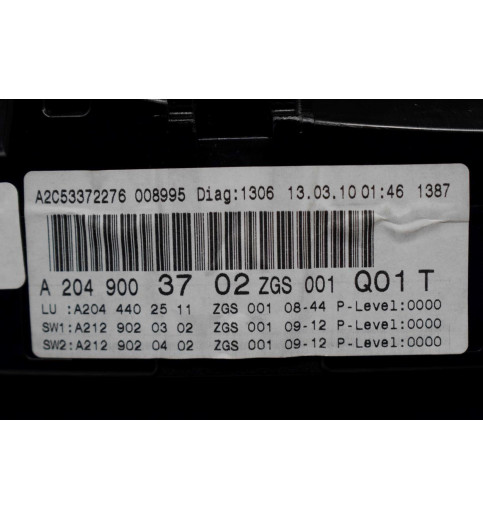 A2C53372276 008995 Diag:1306 13.03.10 01:46 1387
A 204 900 37 02 ZGS 001 Q01 T
LU :A204 440 25 11 ZGS 001 08-44 P-Level:0000
SW1:A212 902 03 02 ZGS 001 09-12 P-Level:0000
SW2:A212 902 04 02 ZGS 001 09-12 P-Level:0000